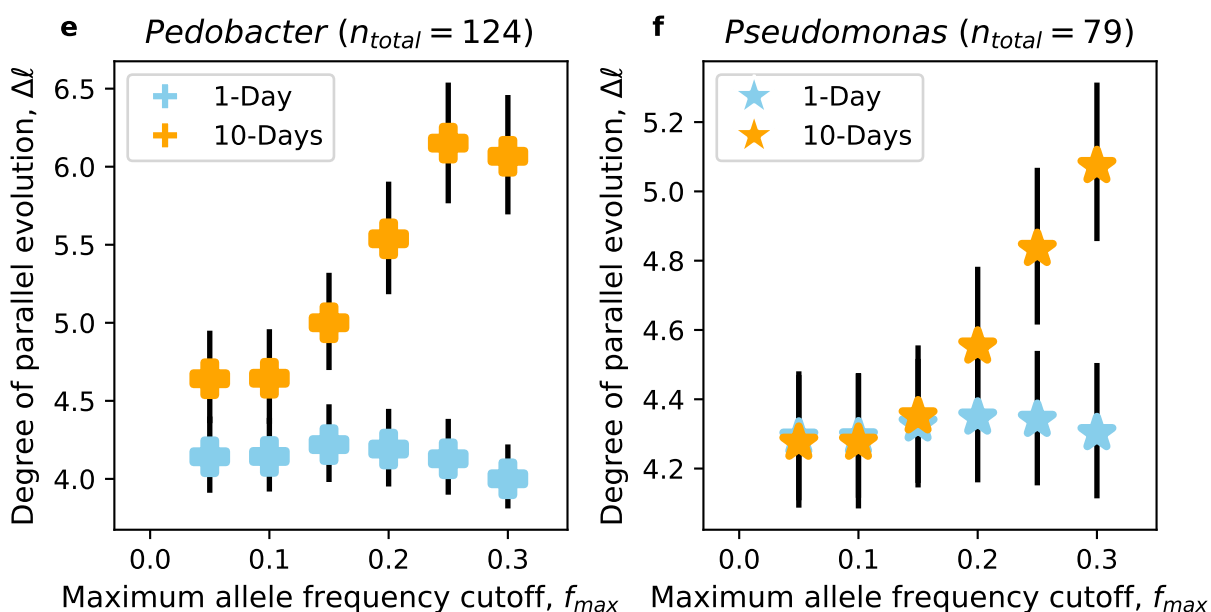 e Pedobacter (n_total = 124)
1-Day
10-Days
Degree of parallel evolution, Δℓ
6.5
6.0
5.5
5.0
4.5
4.0
0.0 0.1 0.2 0.3
Maximum allele frequency cutoff, f_max
f Pseudomonas (n_total = 79)
1-Day
10-Days
Degree of parallel evolution, Δℓ
5.2
5.0
4.8
4.6
4.4
4.2
0.0 0.1 0.2 0.3
Maximum allele frequency cutoff, f_max